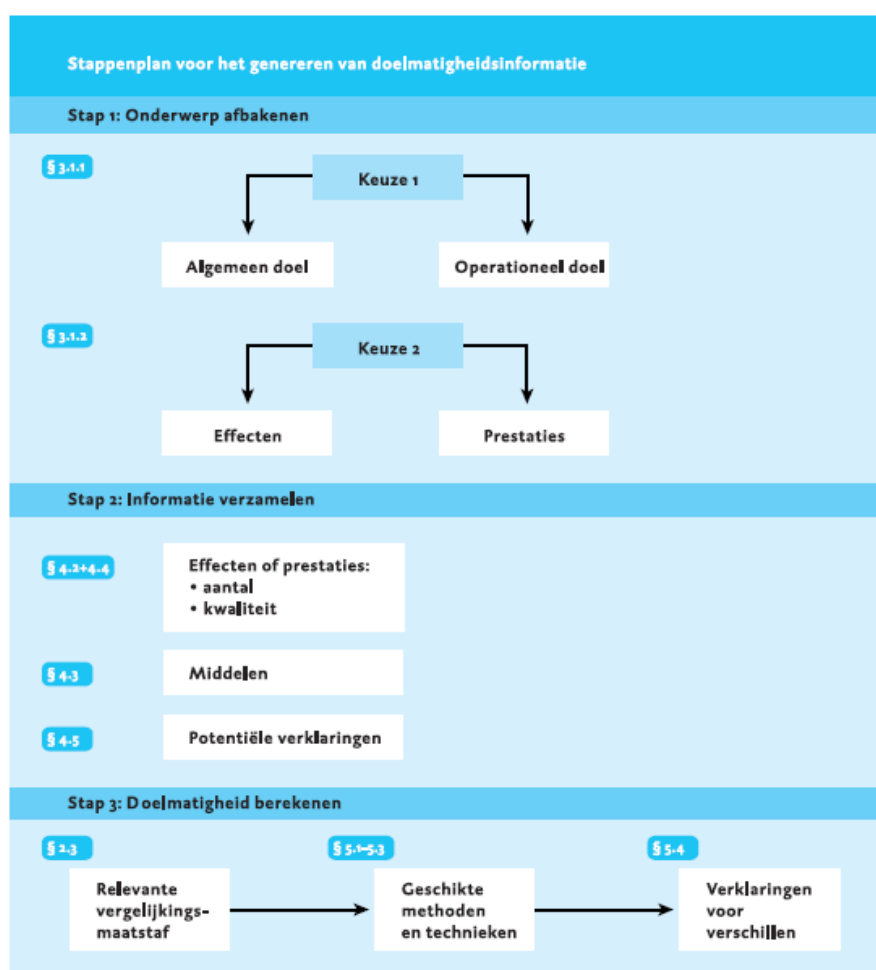 Stappenplan voor het genereren van doelmatigheidsinformatie
Stap 1: Onderwerp afbakenen
§ 3.1.1
Keuze 1
Algemeen doel
Operationeel doel
§ 3.1.2
Keuze 2
Effecten
Prestaties
Stap 2: Informatie verzamelen
§ 4.2+4.4
Effecten of prestaties:
• aantal
• kwaliteit
§ 4.3
Middelen
§ 4.5
Potentiële verklaringen
Stap 3: Doelmatigheid berekenen
§ 2.3
Relevante
vergelijkings-
maatstaf
§ 5.1–5.3
Geschikte
methoden
en technieken
§ 5.4
Verklaringen
voor
verschillen